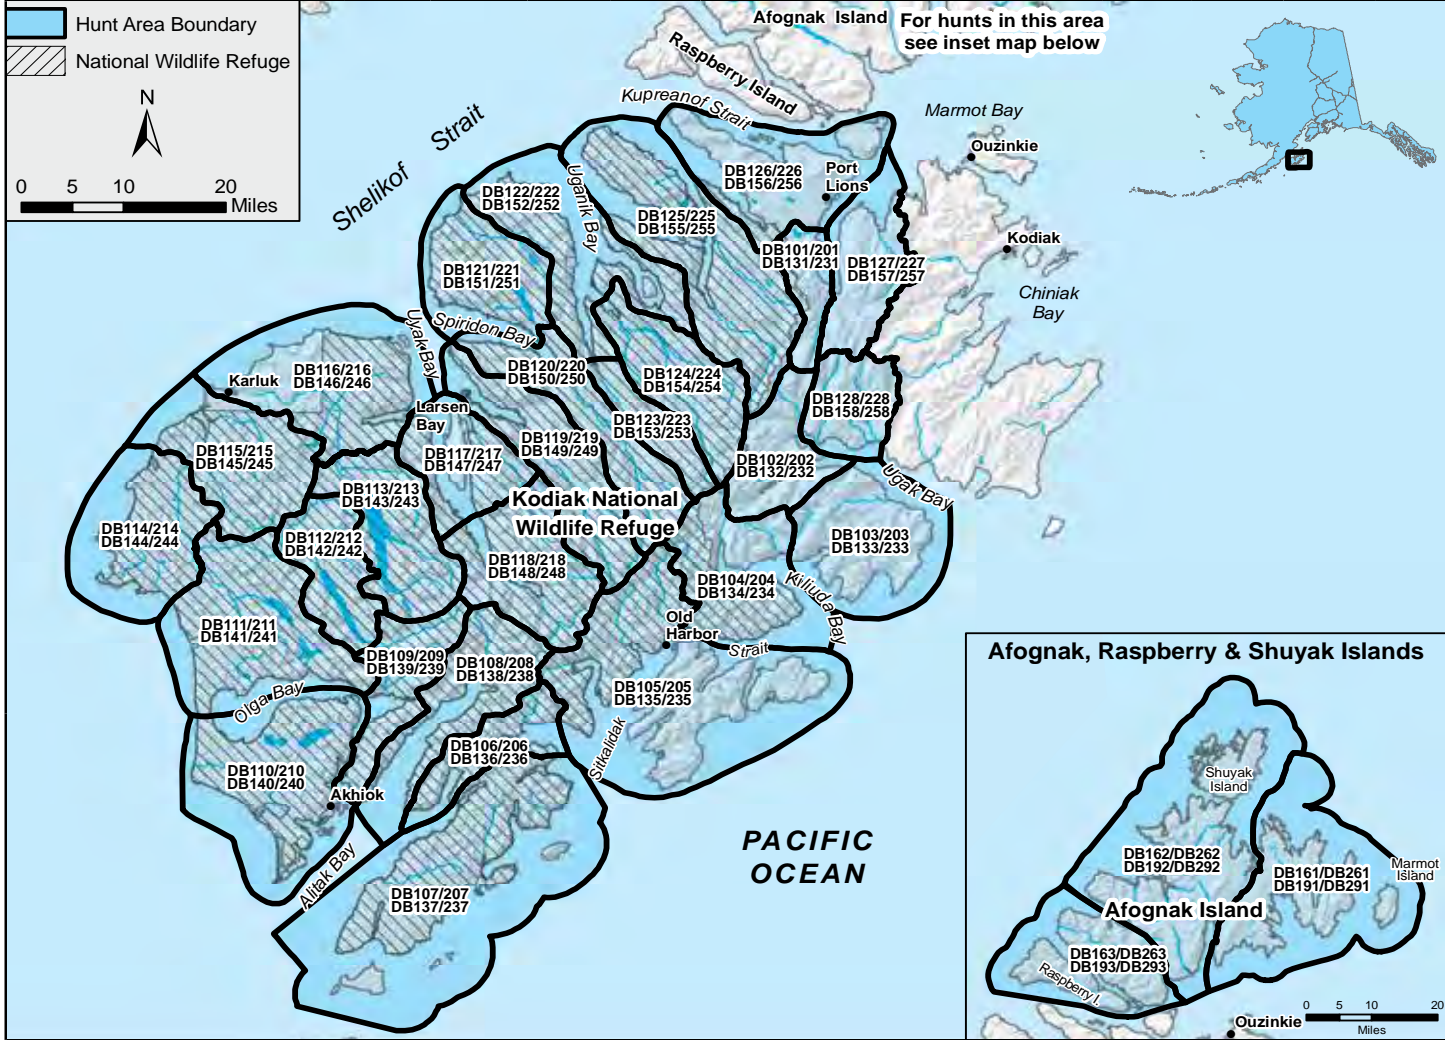 Hunt Area Boundary
National Wildlife Refuge
N
0 5 10 20
Miles
Afognak Island
For hunts in this area
see inset map below
Raspberry Island
Kupreanof Strait
Marmot Bay
Ouzinkie
Shelikof Strait
DB126/226
DB156/256
Port
Lions
DB122/222
DB152/252
Uganik Bay
DB125/225
DB155/255
DB101/201
DB131/231
DB127/227
DB157/257
Kodiak
Chiniak
Bay
DB121/221
DB151/251
Spiridon Bay
Uyak Bay
DB116/216
DB146/246
Karluk
DB120/220
DB150/250
DB124/224
DB154/254
DB128/228
DB158/258
Larsen
Bay
DB123/223
DB153/253
DB119/219
DB149/249
DB115/215
DB145/245
DB117/217
DB147/247
DB102/202
DB132/232
Ugak Bay
DB113/213
DB143/243
Kodiak National
Wildlife Refuge
DB114/214
DB144/244
DB112/212
DB142/242
DB103/203
DB133/233
DB118/218
DB148/248
DB104/204
DB134/234
Kiliuda Bay
DB111/211
DB141/241
Old
Harbor
Strait
DB109/209
DB139/239
DB108/208
DB138/238
DB105/205
DB135/235
Sitkalidak
Olga Bay
DB106/206
DB136/236
DB110/210
DB140/240
Akhiok
Alitak Bay
DB107/207
DB137/237
PACIFIC
OCEAN
Afognak, Raspberry & Shuyak Islands
Shuyak
Island
DB162/DB262
DB192/DB292
DB161/DB261
DB191/DB291
Marmot
Island
Afognak Island
DB163/DB263
DB193/DB293
Raspberry I.
0 5 10 20
Miles
Ouzinkie